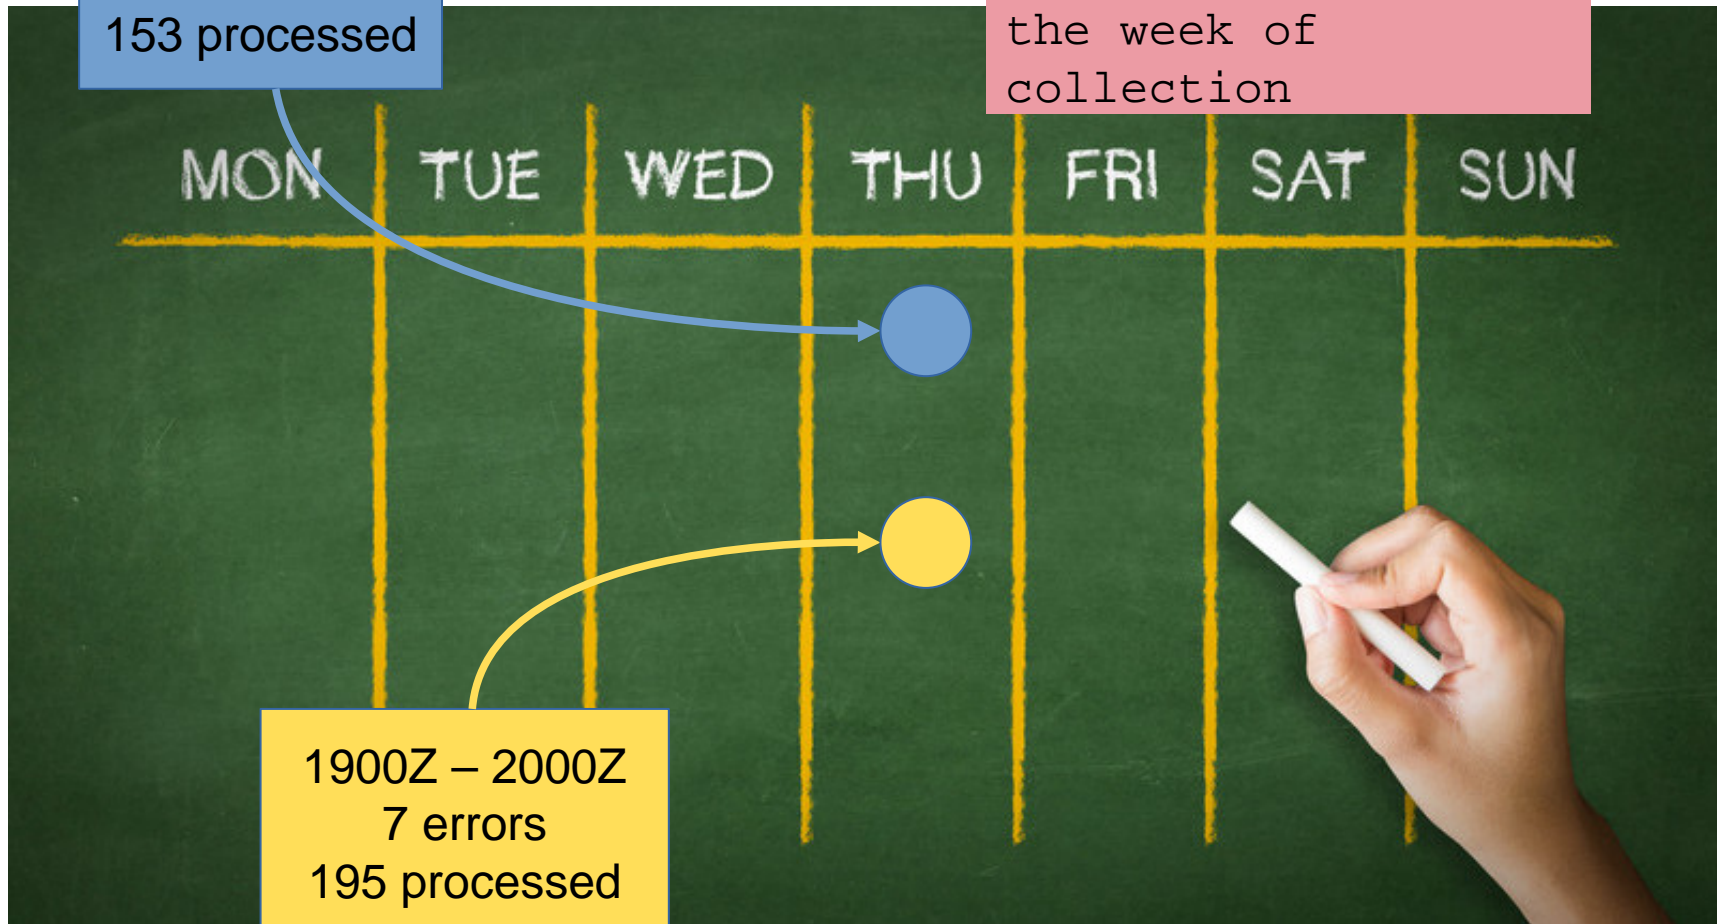 153 processed
the week of
collection
MON TUE WED THU FRI SAT SUN
1900Z – 2000Z
7 errors
195 processed